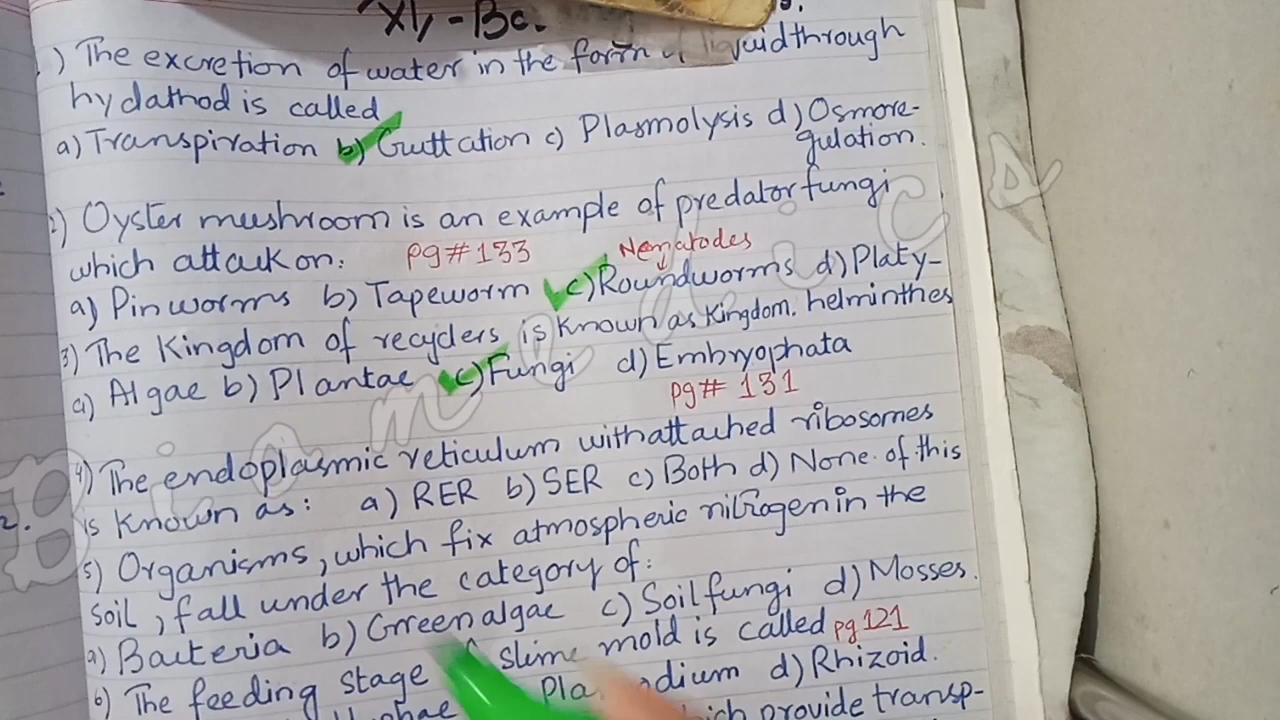 XI, - Bc.
) The excretion of water in the form of liquid through
hydathod is called
a) Transpiration b) Guttation c) Plasmolysis d) Osmore-
gulation.
2) Oyster mushroom is an example of predator fungi
which attack on: pg# 133 Nematodes
a) Pinworms b) Tapeworm c) Roundworms d) Platy-
helminthes
3) The Kingdom of recyclers is known as Kingdom.
a) Algae b) Plantae c) Fungi d) Embryophata
pg# 131
4) The endoplasmic reticulum with attached ribosomes
is known as: a) RER b) SER c) Both d) None of this
5) Organisms, which fix atmospheric nitrogen in the
soil, fall under the category of:
a) Bacteria b) Green algae c) Soil fungi d) Mosses.
6) The feeding stage slime mold is called pg 121
d) Rhizoid.
provide transp-
Biomedica